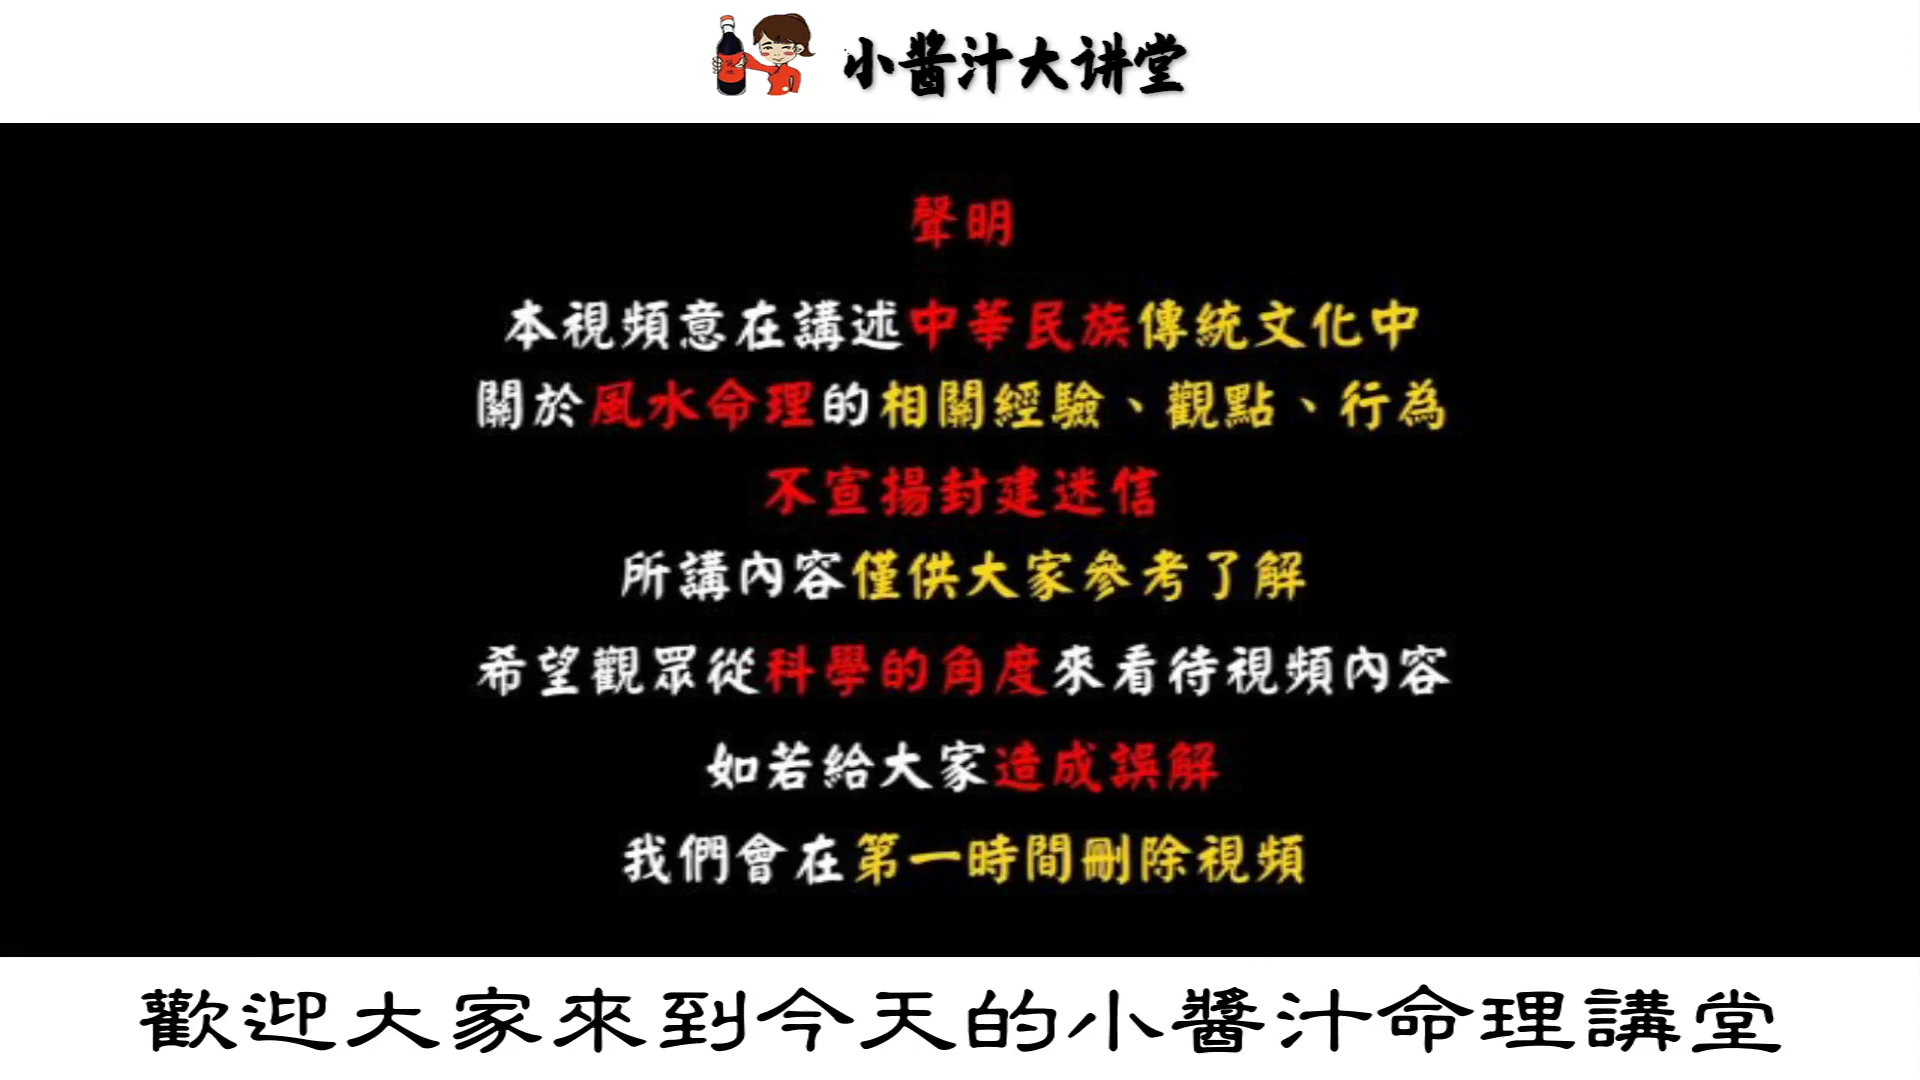 小醬汁大讲堂
聲明
本視頻意在講述中華民族傳統文化中
關於風水命理的相關經驗、觀點、行為
不宣揚封建迷信
所講內容僅供大家參考了解
希望觀眾從科學的角度來看待視頻內容
如若給大家造成誤解
我們會在第一時間刪除視頻
歡迎大家來到今天的小醬汁命理講堂